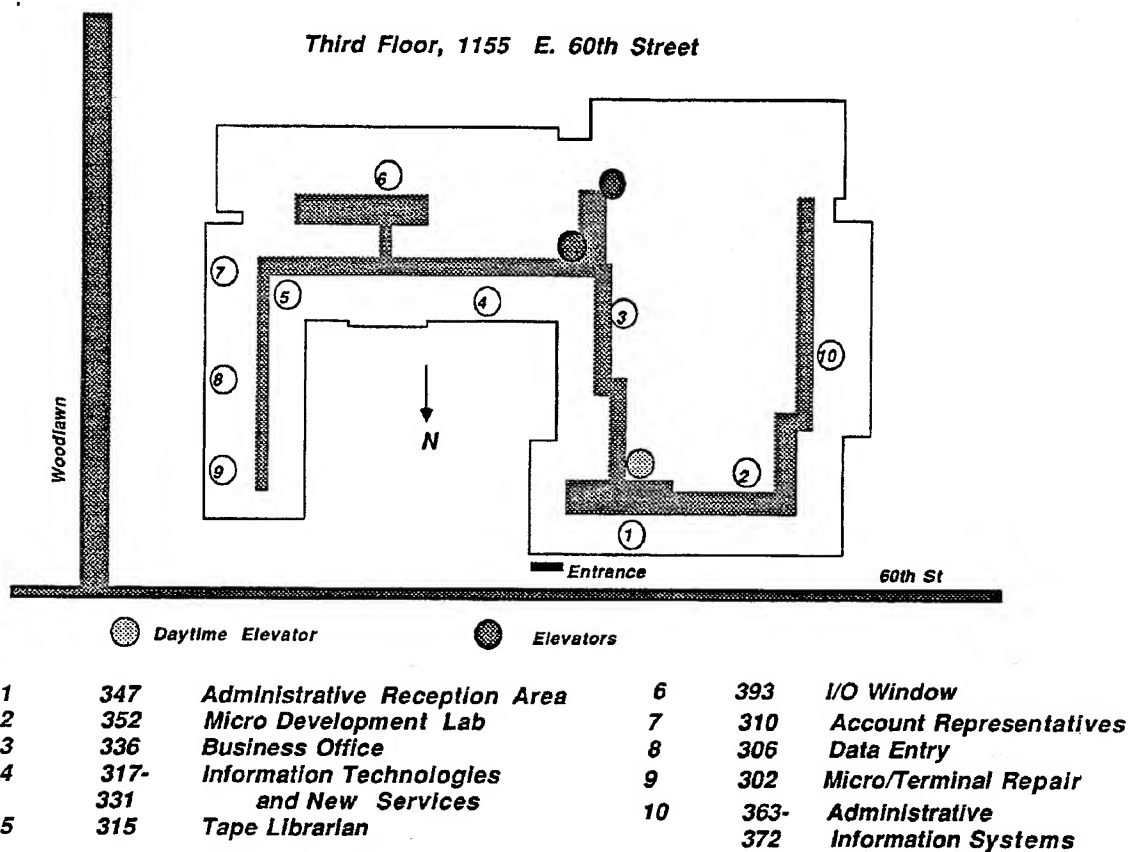 Third Floor, 1155 E. 60th Street
6
7
5
4
3
10
8
Woodlawn
N
9
2
1
Entrance
60th St
Daytime Elevator
Elevators
1 347 Administrative Reception Area
2 352 Micro Development Lab
3 336 Business Office
4 317- Information Technologies
331 and New Services
5 315 Tape Librarian
6 393 I/O Window
7 310 Account Representatives
8 306 Data Entry
9 302 Micro/Terminal Repair
10 363- Administrative
372 Information Systems